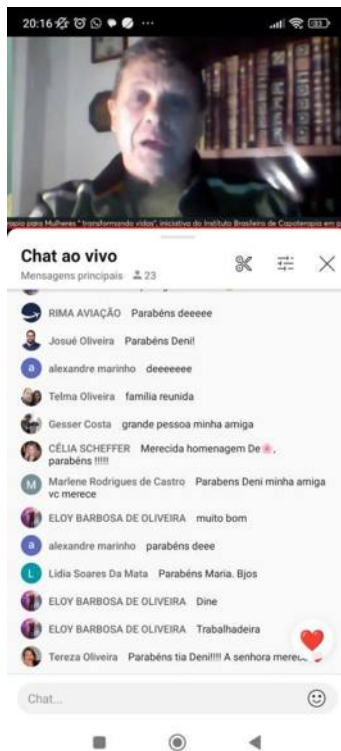 20:16
33
apia para Mulheres " transformando vidas", iniciativa do Instituto Brasileiro de Capoterapia em p
Chat ao vivo
Mensagens principais 23
RIMA AVIAÇÃO Parabéns deeeee
Josué Oliveira Parabéns Deni!
a alexandre marinho deeeeeee
Telma Oliveira família reunida
Gesser Costa grande pessoa minha amiga
CÉLIA SCHEFFER Merecida homenagem De🌸,
parabéns !!!!!
M Marlene Rodrigues de Castro Parabens Deni minha amiga
vc merece
ELOY BARBOSA DE OLIVEIRA muito bom
a alexandre marinho parabéns deee
L Lidia Soares Da Mata Parabéns Maria. Bjos
ELOY BARBOSA DE OLIVEIRA Dine
ELOY BARBOSA DE OLIVEIRA Trabalhadeira
Tereza Oliveira Parabéns tia Deni!!!! A senhora merece
Chat...